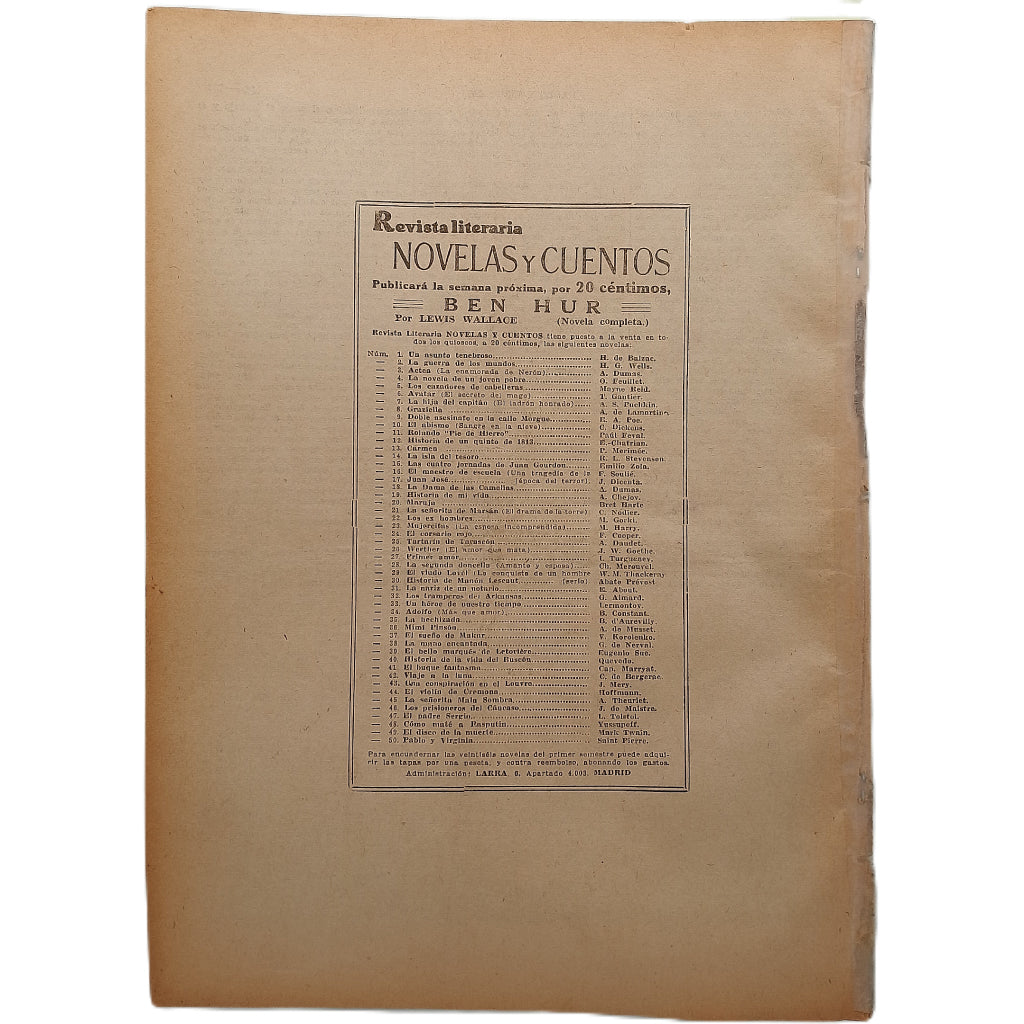 Revista literaria
NOVELAS Y CUENTOS
Publicará la semana próxima, por 20 céntimos,
BEN HUR
Por LEWIS WALLACE (Novela completa.)
Revista Literaria NOVELAS Y CUENTOS tiene puesto a la venta en to-
dos los quioscos, a 20 céntimos, las siguientes novelas:
Núm. 1. Un asunto tenebroso H. de Balzac.
— 2. La guerra de los mundos H. G. Wells.
— 3. Actea (La enamorada de Nerón) A. Dumas.
— 4. La novela de un joven pobre O. Feuillet.
— 5. Los cazadores de cabelleras Mayne Reid.
— 6. Avatar (El secreto del mago) T. Gautier.
— 7. La hija del capitán (El ladrón honrado) A. S. Puchkin.
— 8. Graziella A. de Lamartine.
— 9. Doble asesinato en la calle Morgue E. A. Poe.
— 10. El abismo (Sangre en la nieve) C. Dickens.
— 11. Rolando "Pie de Hierro" Paúl Feval.
— 12. Historia de un quinto de 1813 E.-Chatrian.
— 13. Carmen P. Merimée.
— 14. La isla del tesoro R. L. Stevenson.
— 15. Las cuatro jornadas de Juan Gourdon Emilio Zola.
— 16. El maestro de escuela (Una tragedia de la F. Soulié.
— 17. Juan José (época del terror). J. Dicenta.
— 18. La Dama de las Camelias A. Dumas.
— 19. Historia de mi vida A. Chejov.
— 20. Maruja Bret Harte
— 21. La señorita de Marsán (El drama de la torre). C. Nodier.
— 22. Los ex hombres M. Gorki.
— 23. Mujercitas (La esposa incomprendida) M. Harry.
— 24. El corsario rojo F. Cooper.
— 25. Tartarín de Tarascón A. Daudet.
— 26. Werther (El amor que mata) J. W. Goethe.
— 27. Primer amor I. Turguenev.
— 28. La segunda doncella (Amante y esposa) Ch. Merouvel.
— 29. El viudo Lovel (La conquista de un hombre W. M. Thackeray
— 30. Historia de Manón Lescaut (serio) Abate Prévost
— 31. La nariz de un notario E. About.
— 32. Los tramperos del Arkansas G. Aimard.
— 33. Un héroe de nuestro tiempo Lermontov.
— 34. Adolfo (Más que amor) B. Constant.
— 35. La hechizada B. d'Aurevilly.
— 36. Mimí Pinsón A. de Musset.
— 37. El sueño de Makar V. Korolenko.
— 38. La mano encantada G. de Nerval.
— 39. El bello marqués de Letorière Eugenio Sue.
— 40. Historia de la vida del Buscón Quevedo.
— 41. El buque fantasma Cap. Marryat.
— 42. Viaje a la luna C. de Bergerac.
— 43. Una conspiración en el Louvre J. Mery.
— 44. El violín de Cremona Hoffmann.
— 45. La señorita Mala Sombra A. Theuriet.
— 46. Los prisioneros del Cáucaso J. de Maistre.
— 47. El padre Sergio L. Tolstoi.
— 48. Cómo maté a Rasputín Yussupoff.
— 49. El disco de la muerte Mark Twain.
— 50. Pablo y Virginia Saint Pierre.
Para encuadernar las veintiséis novelas del primer semestre puede adqui-
rir las tapas por una peseta, y contra reembolso, abonando los gastos.
Administración: LARRA, 6. Apartado 4.003. MADRID